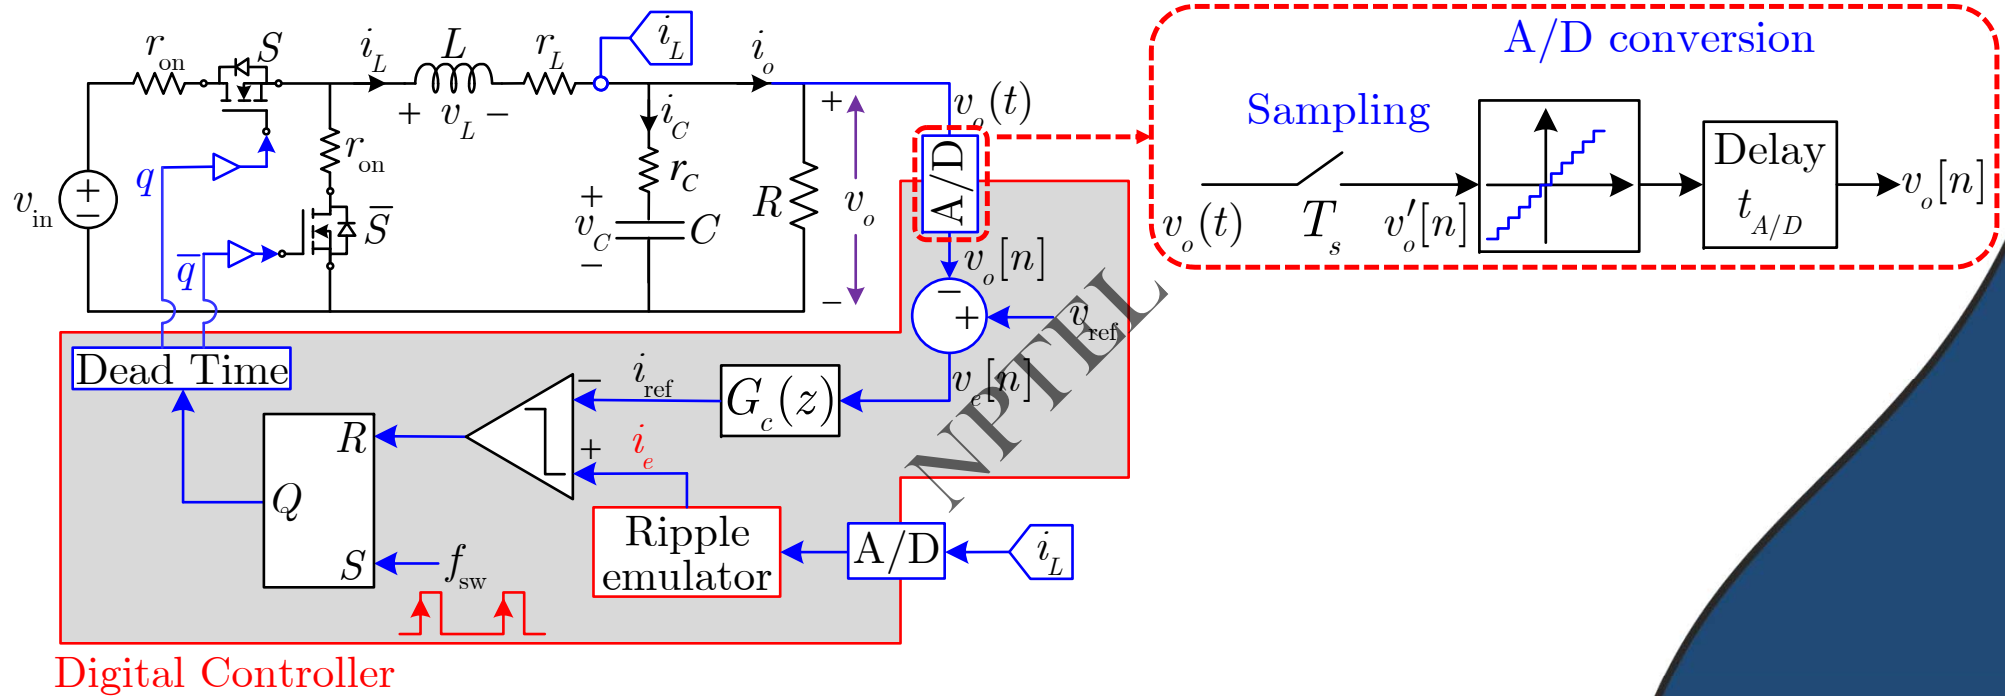 A/D conversion
r_on
S
i_L
L
r_L
i_L
i_o
+ v_L −
i_C
+
v_o(t)
Sampling
r_on
r_C
A/D
Delay
t_A/D
q
v_in
+
−
S̅
+
v_C
−
C
R
v_o
v_o(t)
T_s
v'_o[n]
v_o[n]
q̅
−
v_o[n]
−
+
v_ref
NPTEL
Dead Time
i_ref
−
G_c(z)
v_e[n]
R
+
i_e
Q
Ripple
emulator
A/D
i_L
S
f_sw
Digital Controller